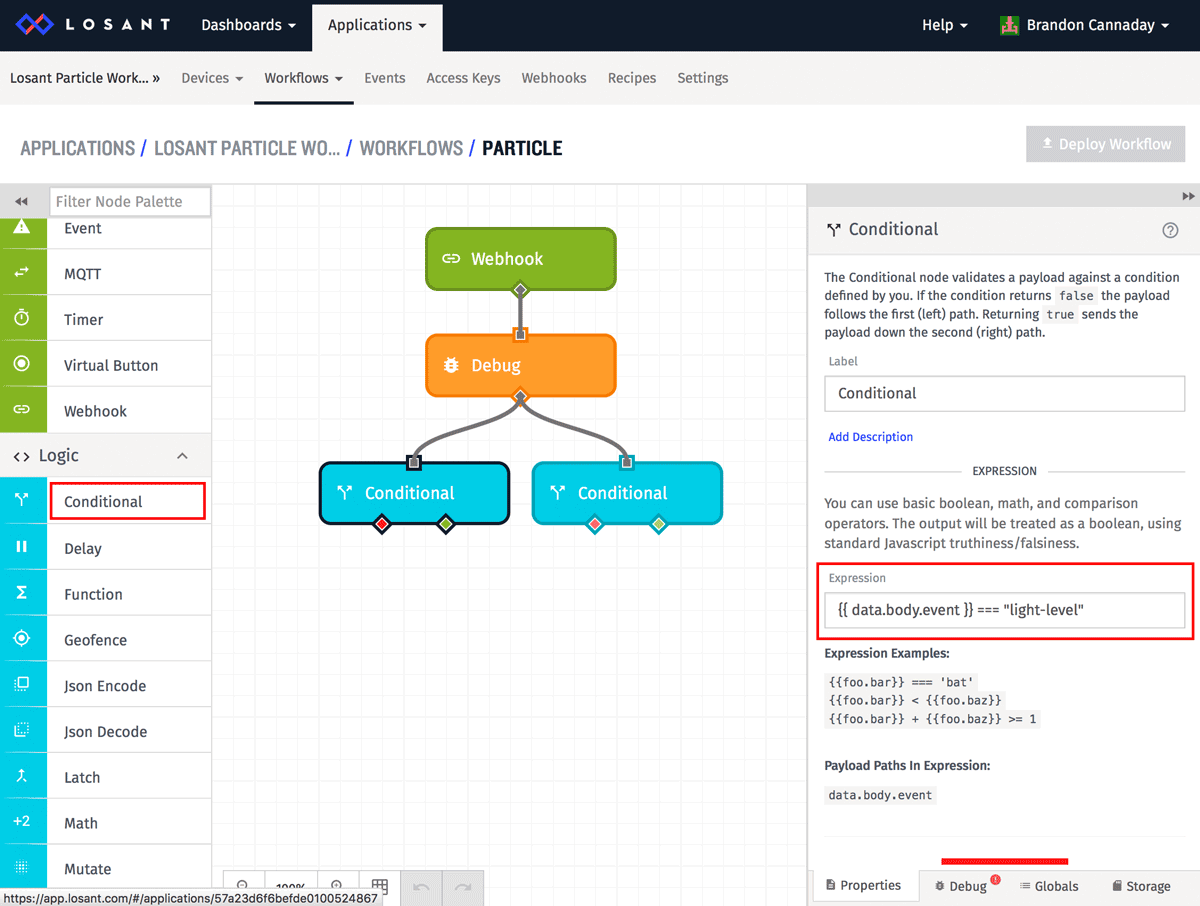 LOSANT
Dashboards
Applications
Help
Brandon Cannaday
Losant Particle Work... »
Devices
Workflows
Events
Access Keys
Webhooks
Recipes
Settings
APPLICATIONS / LOSANT PARTICLE WO... / WORKFLOWS / PARTICLE
Deploy Workflow
Filter Node Palette
Event
MQTT
Timer
Virtual Button
Webhook
Logic
Conditional
Delay
Function
Geofence
Json Encode
Json Decode
Latch
+2 Math
Mutate
Webhook
Debug
Conditional
Conditional
100%
https://app.losant.com/#/applications/57a23d6f6befde0100524867
Conditional
The Conditional node validates a payload against a condition
defined by you. If the condition returns false the payload
follows the first (left) path. Returning true sends the
payload down the second (right) path.
Label
Conditional
Add Description
EXPRESSION
You can use basic boolean, math, and comparison
operators. The output will be treated as a boolean, using
standard Javascript truthiness/falsiness.
Expression
{{ data.body.event }} === "light-level"
Expression Examples:
{{foo.bar}} === 'bat'
{{foo.bar}} < {{foo.baz}}
{{foo.bar}} + {{foo.baz}} >= 1
Payload Paths In Expression:
data.body.event
Properties
Debug
Globals
Storage